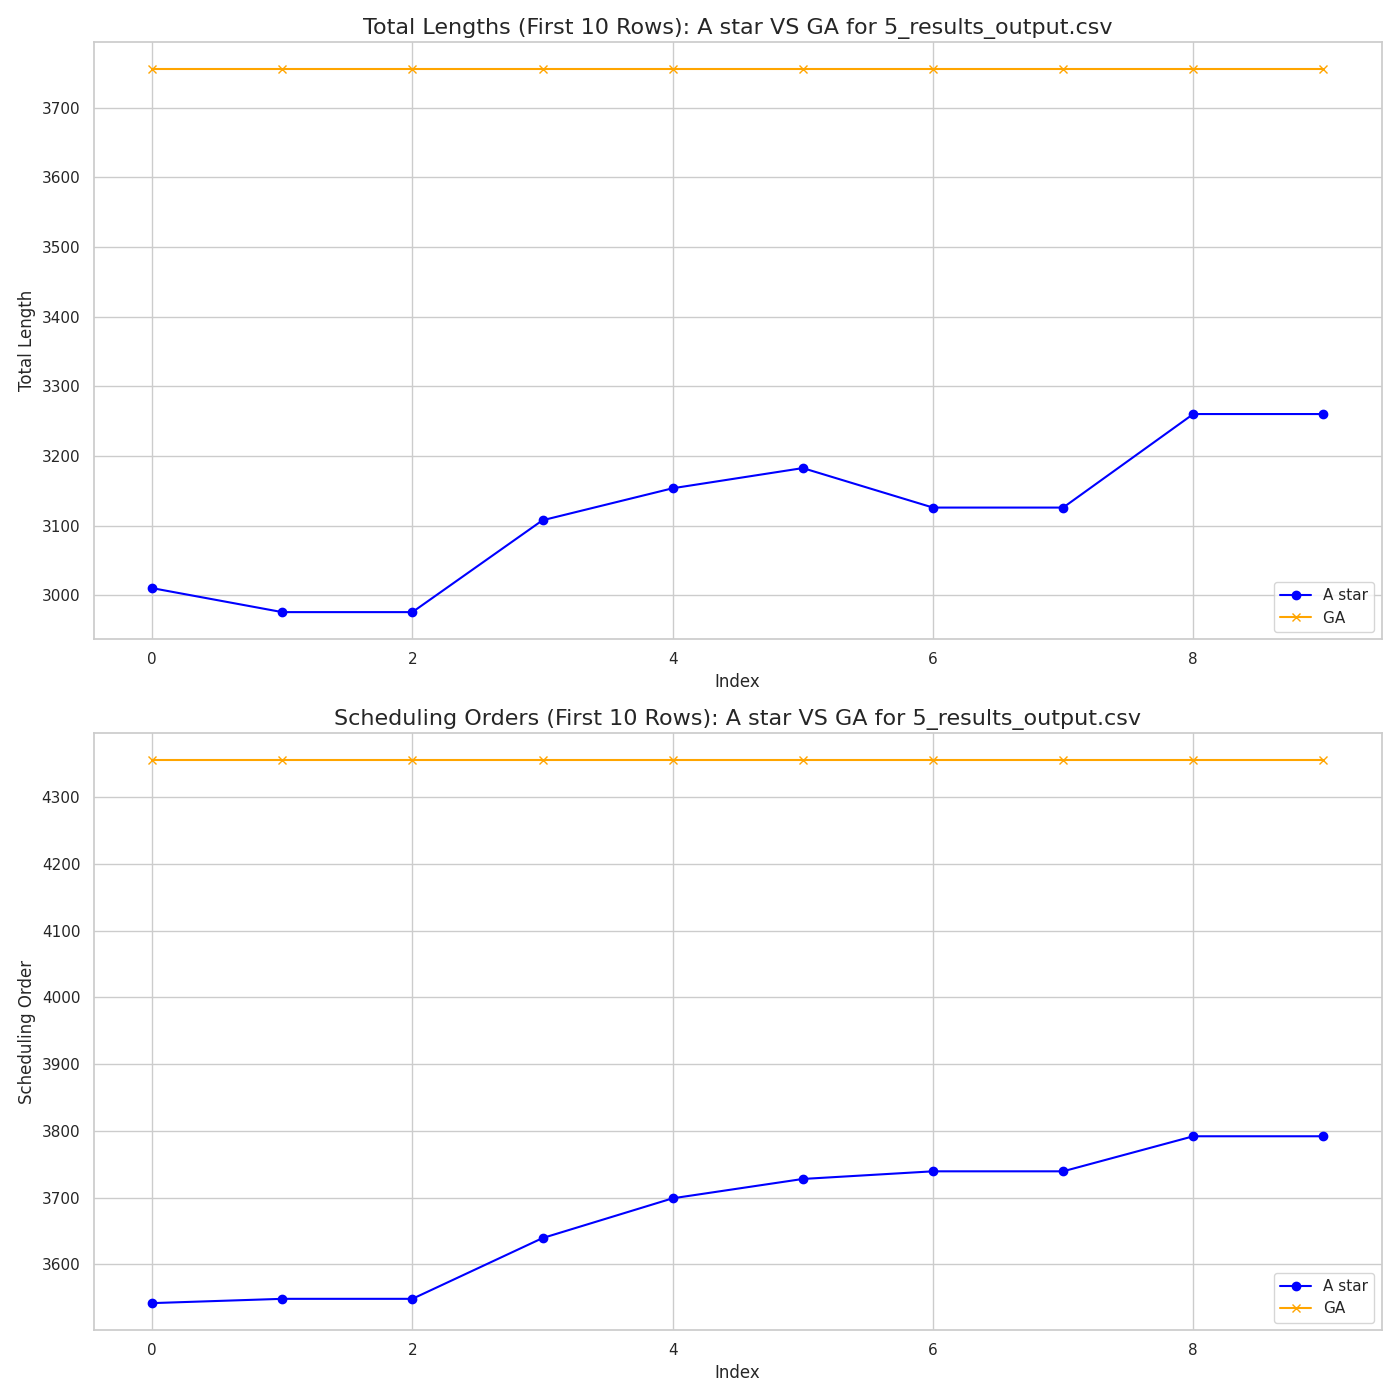 Total Lengths (First 10 Rows): A star VS GA for 5_results_output.csv
3700
3600
3500
3400
3300
3200
3100
3000
Total Length
0 2 4 6 8
Index
A star
GA
Scheduling Orders (First 10 Rows): A star VS GA for 5_results_output.csv
4300
4200
4100
4000
3900
3800
3700
3600
Scheduling Order
0 2 4 6 8
Index
A star
GA